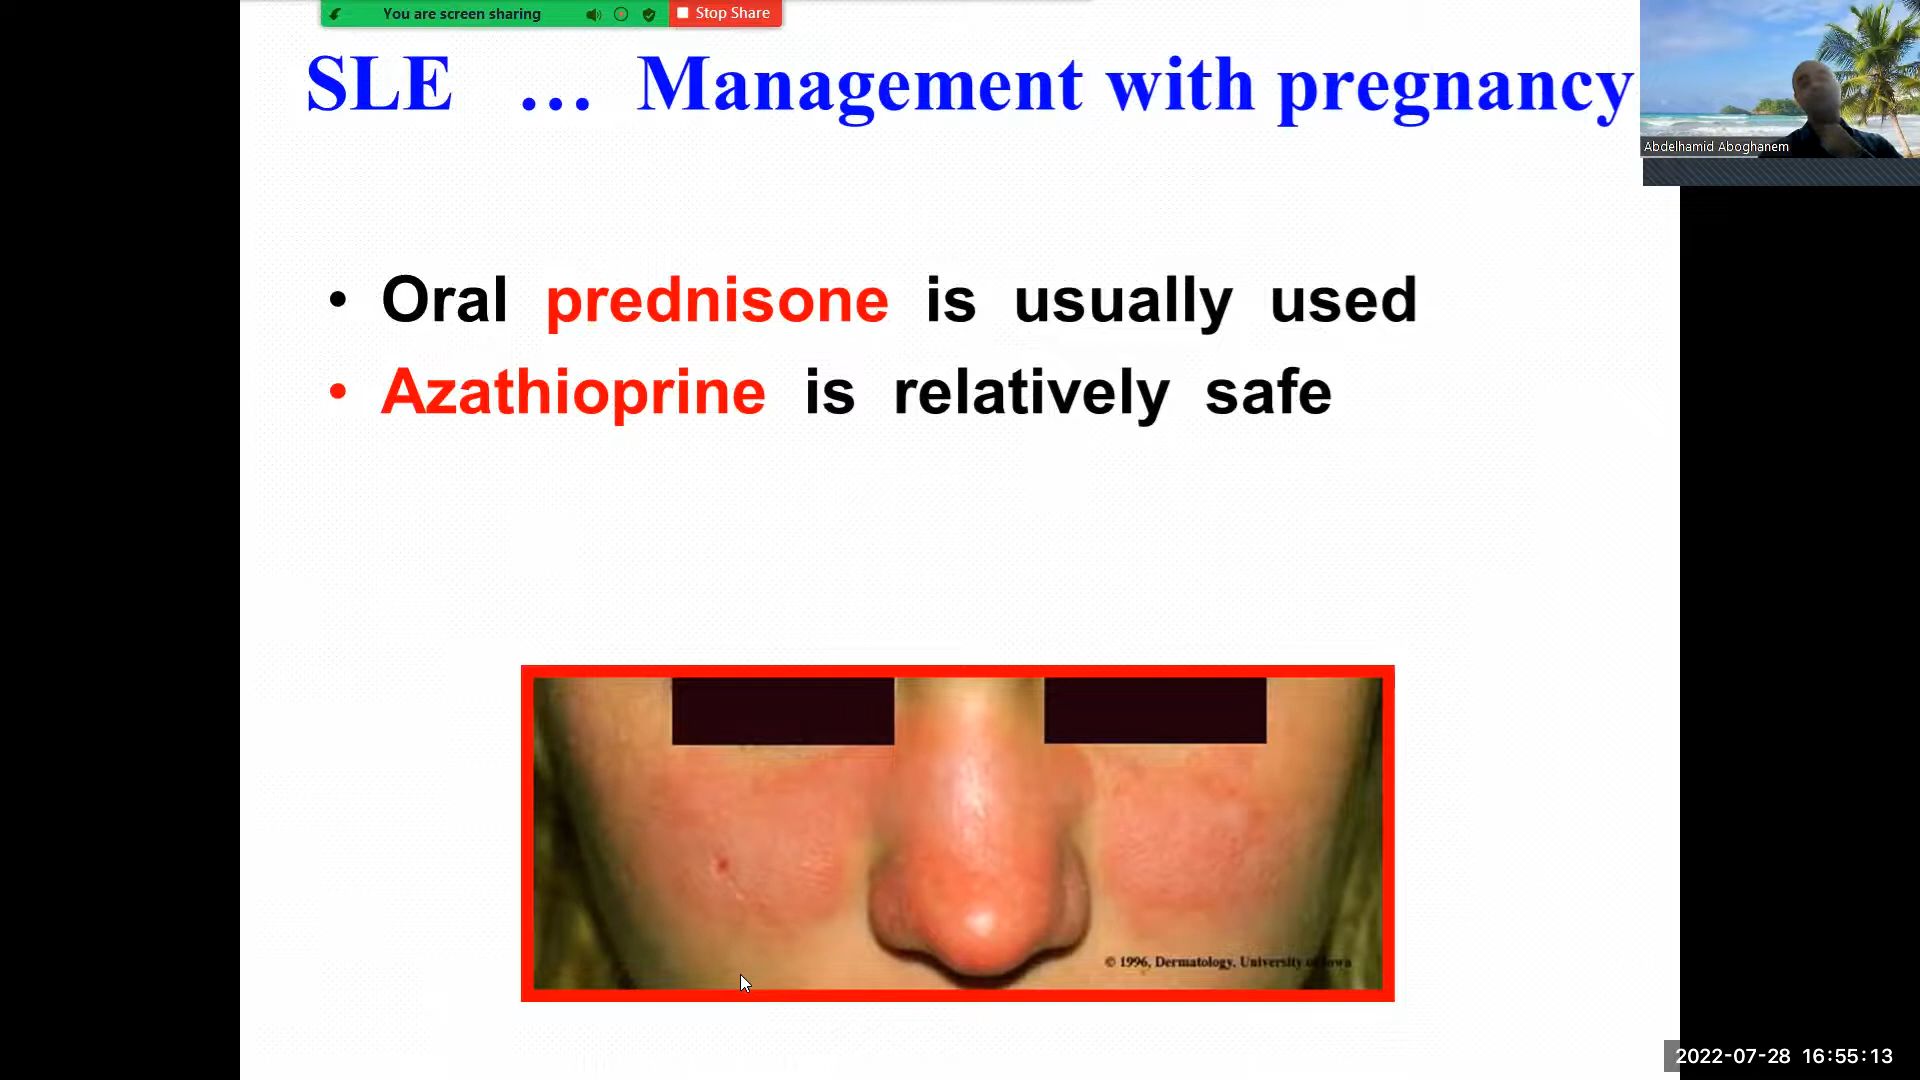 You are screen sharing
Stop Share
SLE ... Management with pregnancy
Abdelhamid Aboghanem
• Oral prednisone is usually used
• Azathioprine is relatively safe
© 1996, Dermatology. University of Iowa
2022-07-28 16:55:13